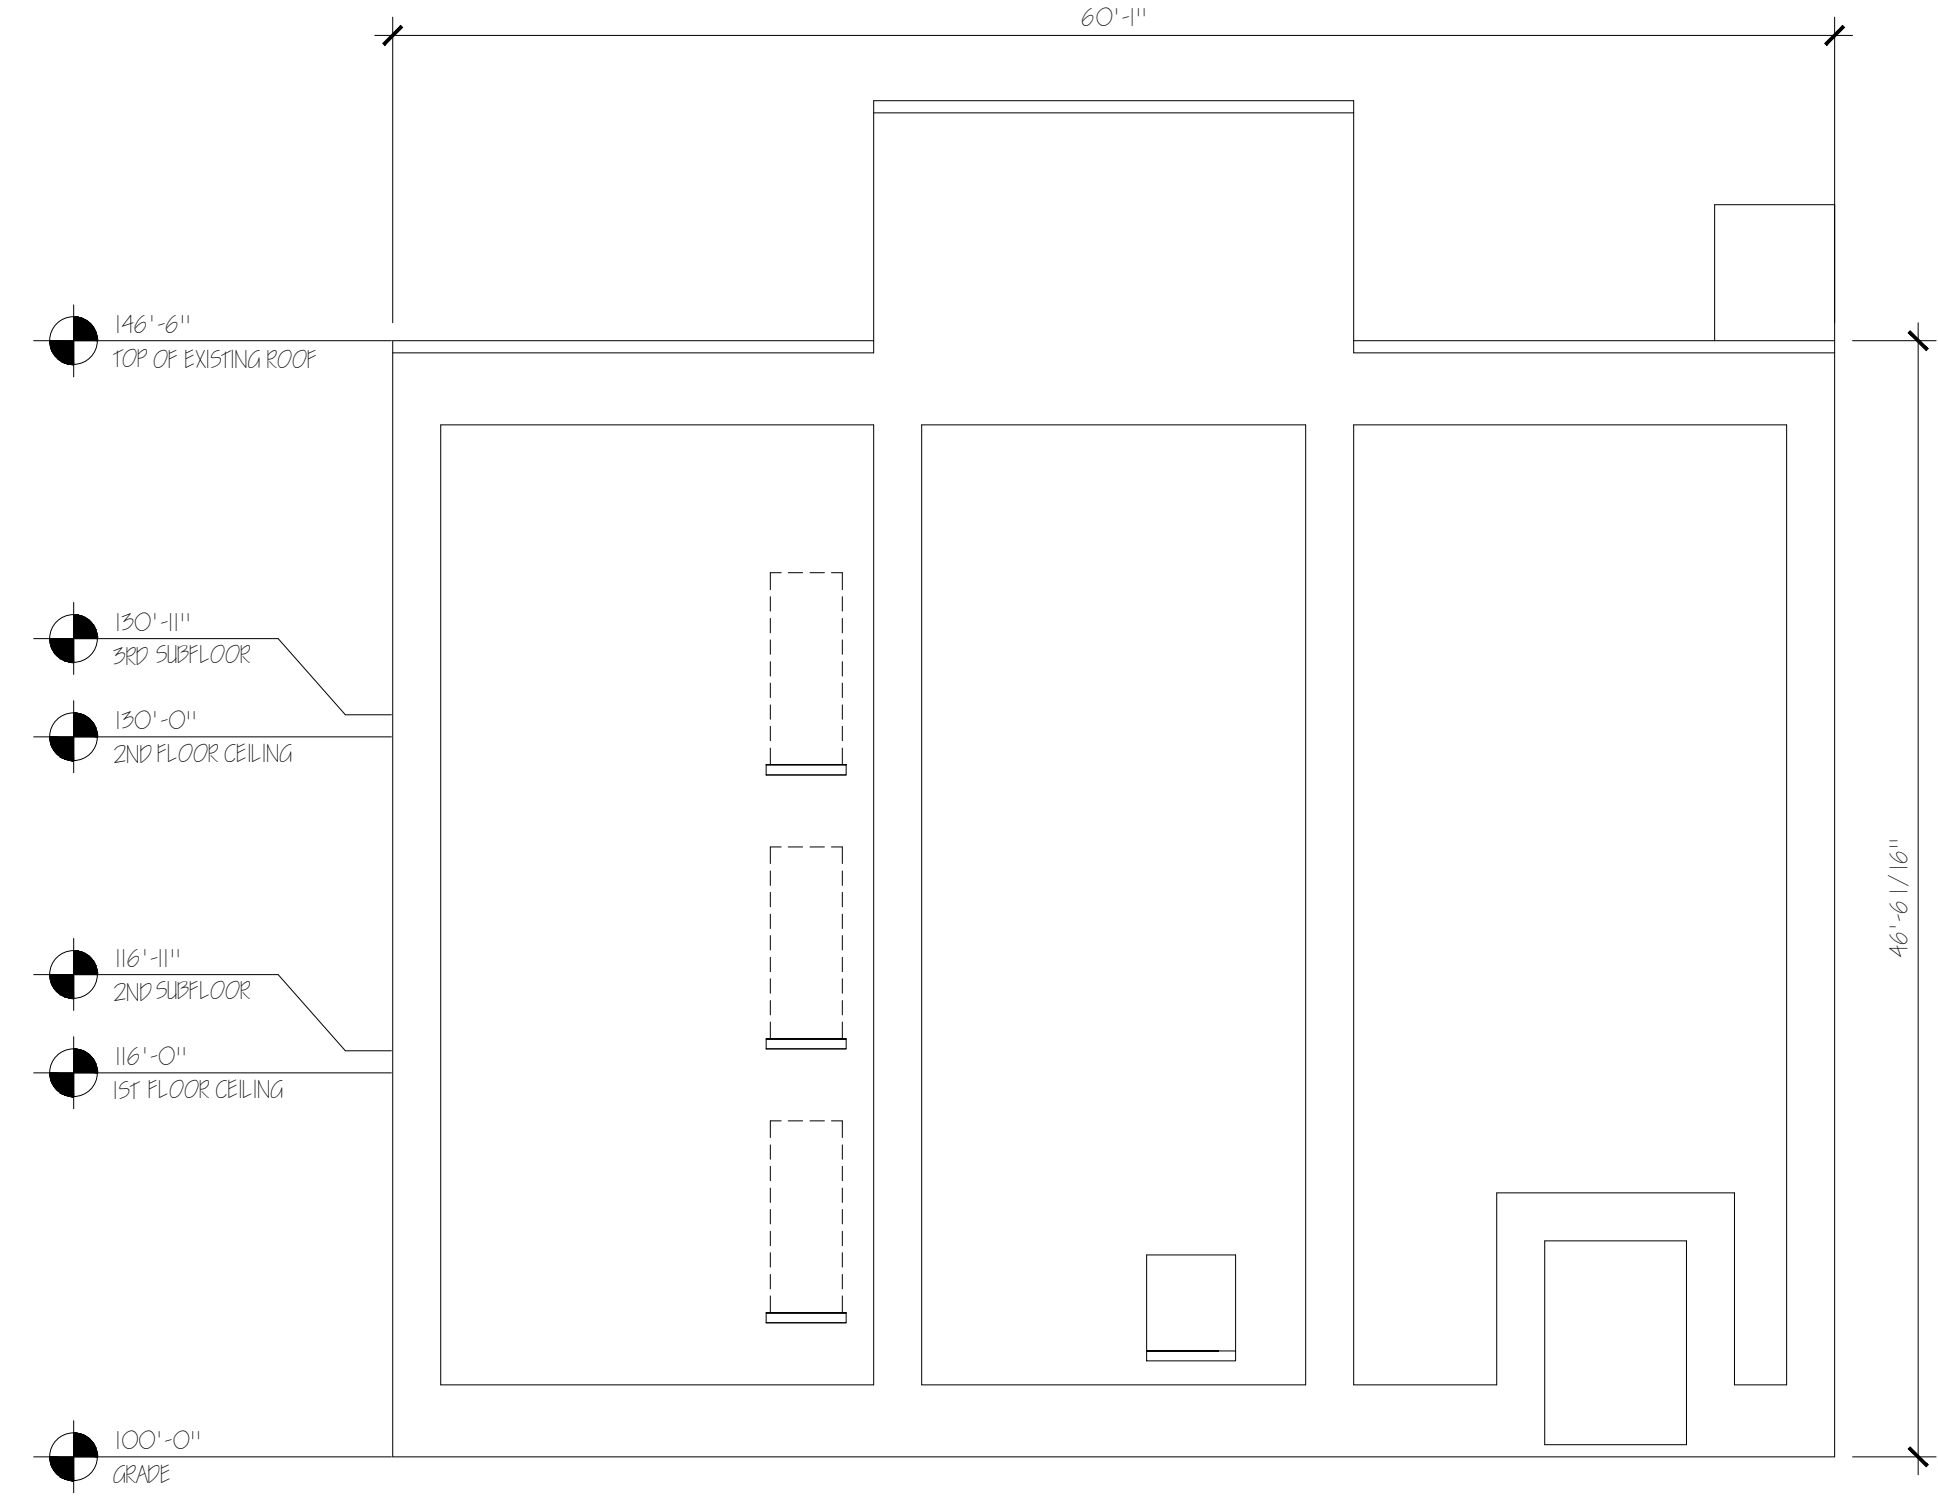 60'-1"
146'-6"
TOP OF EXISTING ROOF
130'-11"
3RD SUBFLOOR
130'-0"
2ND FLOOR CEILING
46'-6 1/16"
116'-11"
2ND SUBFLOOR
116'-0"
1ST FLOOR CEILING
100'-0"
GRADE